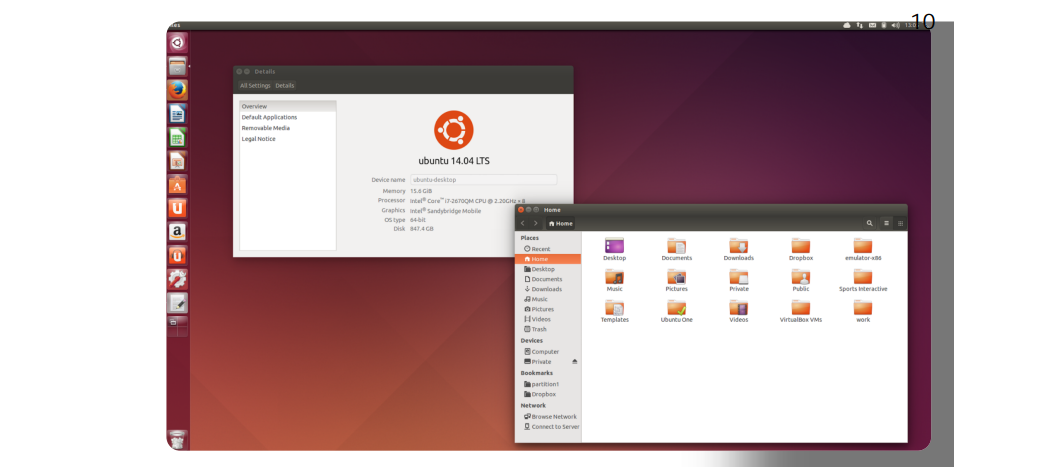 10
Details
All Settings Details
Overview
Default Applications
Removable Media
Legal Notice
ubuntu 14.04 LTS
Device name ubuntu-desktop
Memory 15.6 GiB
Processor Intel® Core™ i7-2670QM CPU @ 2.20GHz × 8
Graphics Intel® Sandybridge Mobile
OS type 64-bit
Disk 847.4 GB
Home
Home
Places
Recent
Home
Desktop
Documents
Downloads
Music
Pictures
Videos
Trash
Devices
Computer
Private
Bookmarks
partition1
Dropbox
Network
Browse Network
Connect to Server
Desktop Documents Downloads Dropbox emulator-x86
Music Pictures Private Public Sports Interactive
Templates Ubuntu One Videos VirtualBox VMs work